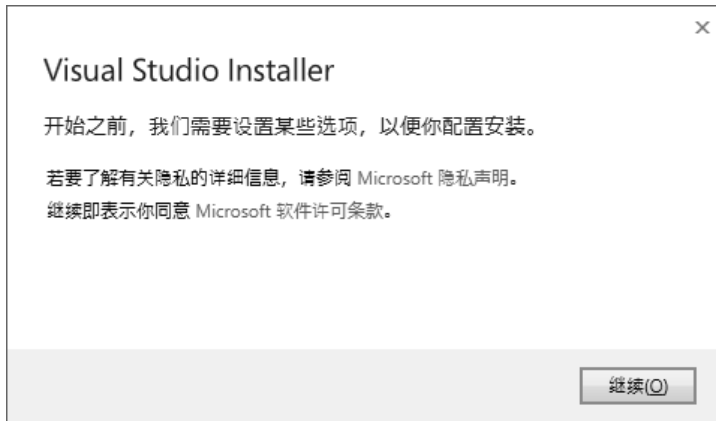 Visual Studio Installer
开始之前，我们需要设置某些选项，以便你配置安装。
若要了解有关隐私的详细信息，请参阅 Microsoft 隐私声明。
继续即表示你同意 Microsoft 软件许可条款。
继续(O)